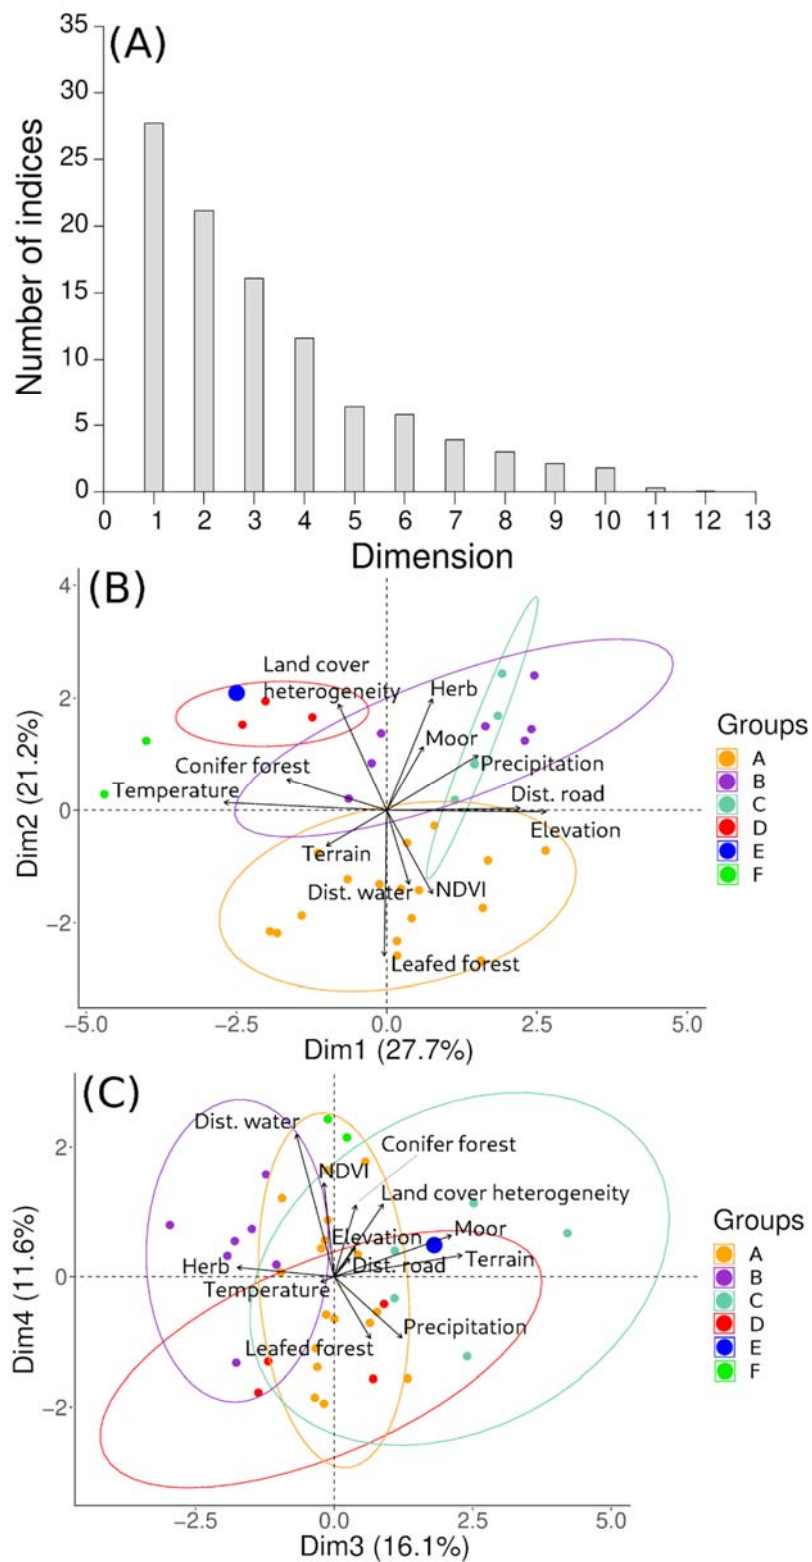 (A)
35
30
25
20
15
10
5
0
Number of indices
0 1 2 3 4 5 6 7 8 9 10 11 12 13
Dimension
(B)
4
2
0
−2
Dim2 (21.2%)
Land cover
heterogeneity
Herb
Moor
Conifer forest
Precipitation
Temperature
Dist. road
Elevation
Terrain
Dist. water
NDVI
Leafed forest
−5.0 −2.5 0.0 2.5 5.0
Dim1 (27.7%)
Groups
A
B
C
D
E
F
(C)
2
0
−2
Dim4 (11.6%)
Dist. water
Conifer forest
NDVI
Land cover heterogeneity
Elevation
Moor
Herb
Dist. road
Terrain
Temperature
Precipitation
Leafed forest
−2.5 0.0 2.5 5.0
Dim3 (16.1%)
Groups
A
B
C
D
E
F